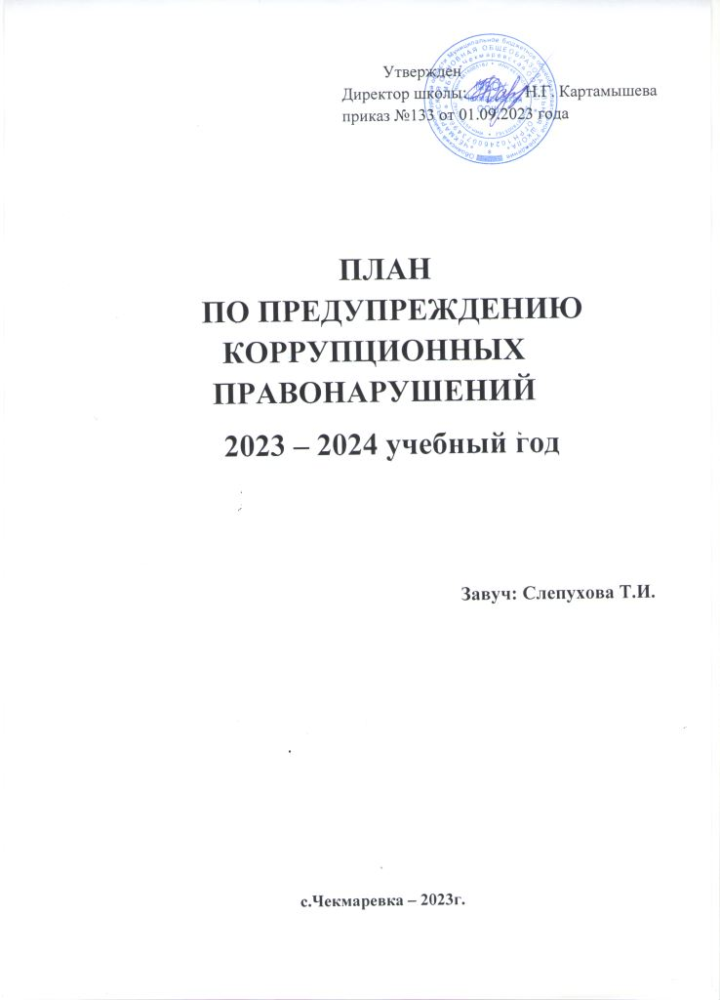 Утвержден
Директор школы: Н.Г. Картамышева
приказ №133 от 01.09.2023 года
ПЛАН
ПО ПРЕДУПРЕЖДЕНИЮ
КОРРУПЦИОННЫХ
ПРАВОНАРУШЕНИЙ
2023 – 2024 учебный год
Завуч: Слепухова Т.И.
с.Чекмаревка – 2023г.